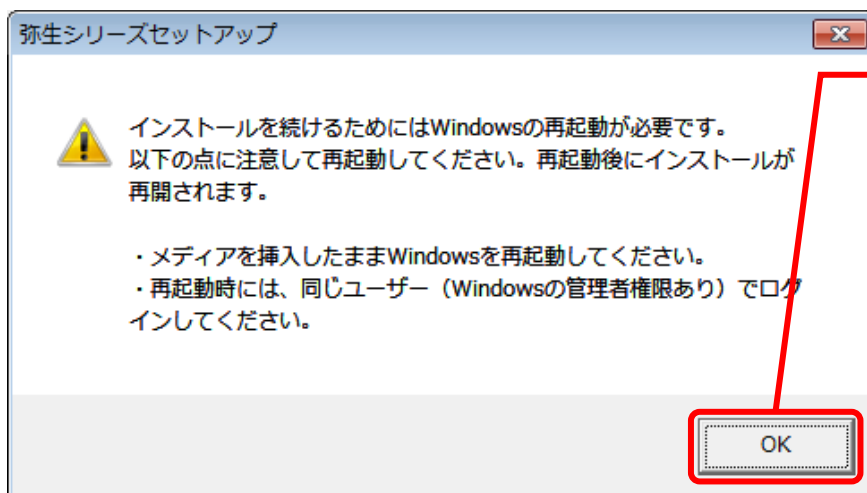 弥生シリーズセットアップ
インストールを続けるためにはWindowsの再起動が必要です。
以下の点に注意して再起動してください。再起動後にインストールが
再開されます。
・メディアを挿入したままWindowsを再起動してください。
・再起動時には、同じユーザー（Windowsの管理者権限あり）でログ
インしてください。
OK